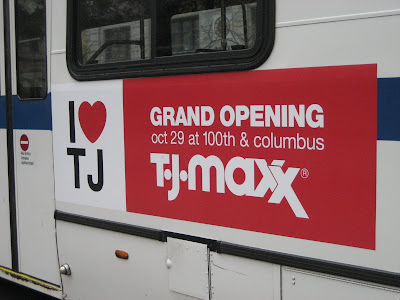 I ♥
TJ
GRAND OPENING
oct 29 at 100th & columbus
T•J•maxx®